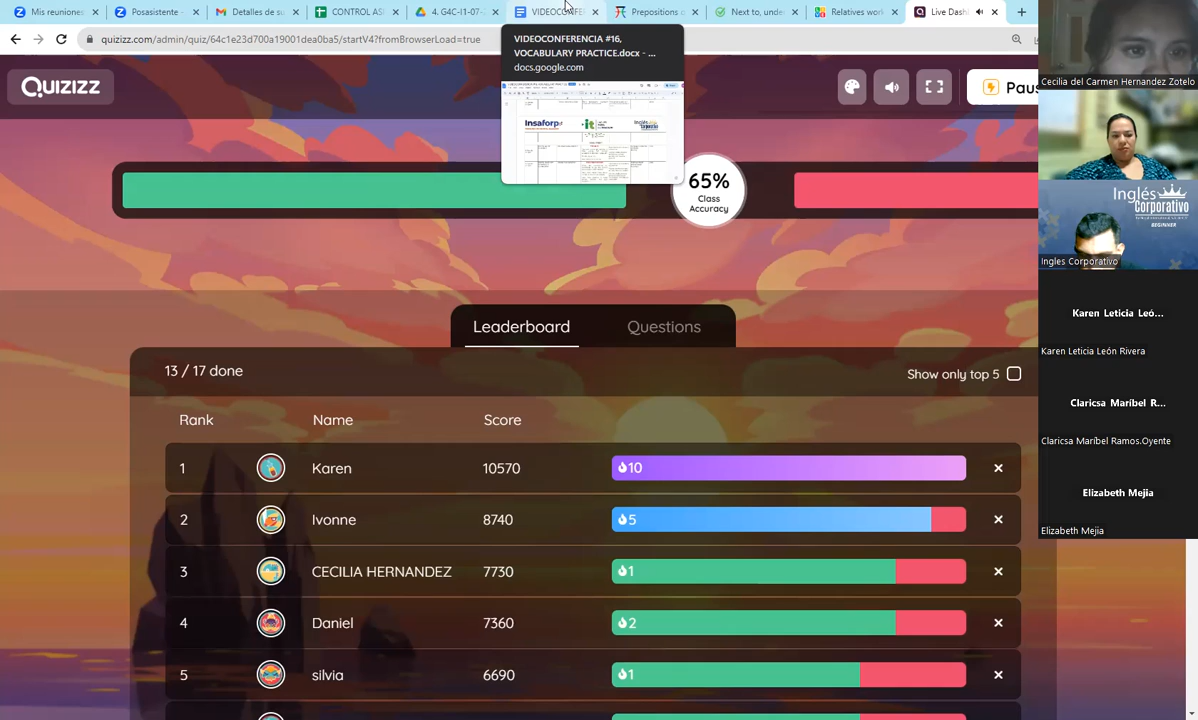 Mis reuniones
Posasistente -
Detalles de su
CONTROL ASI
4. G4C-I1-07-
VIDEOCONFE
Prepositions o
Next to, unde
Relatives work
Live Dash
quizizz.com/admin/quiz/64c1e23d700a19001dea0ba5/startV4?fromBrowserLoad=true
VIDEOCONFERENCIA #16,
VOCABULARY PRACTICE.docx - ...
docs.google.com
Insaforp
it
Inglés
QUIZIZZ
Paus
65%
Class
Accuracy
Leaderboard
Questions
13 / 17 done
Show only top 5
Rank
Name
Score
1
Karen
10570
10
2
Ivonne
8740
5
3
CECILIA HERNANDEZ
7730
1
4
Daniel
7360
2
5
silvia
6690
1
Cecilia del Carmen Hernandez Zotelo
Inglés
Corporativo
BEGINNER
Ingles Corporativo
Karen Leticia Leó...
Karen Leticia León Rivera
Claricsa Maríbel R...
Claricsa Maríbel Ramos.Oyente
Elizabeth Mejia
Elizabeth Mejia